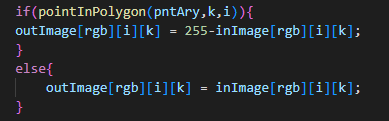 if(pointInPolygon(pntAry,k,i)){
outImage[rgb][i][k] = 255-inImage[rgb][i][k];
}
else{
outImage[rgb][i][k] = inImage[rgb][i][k];
}